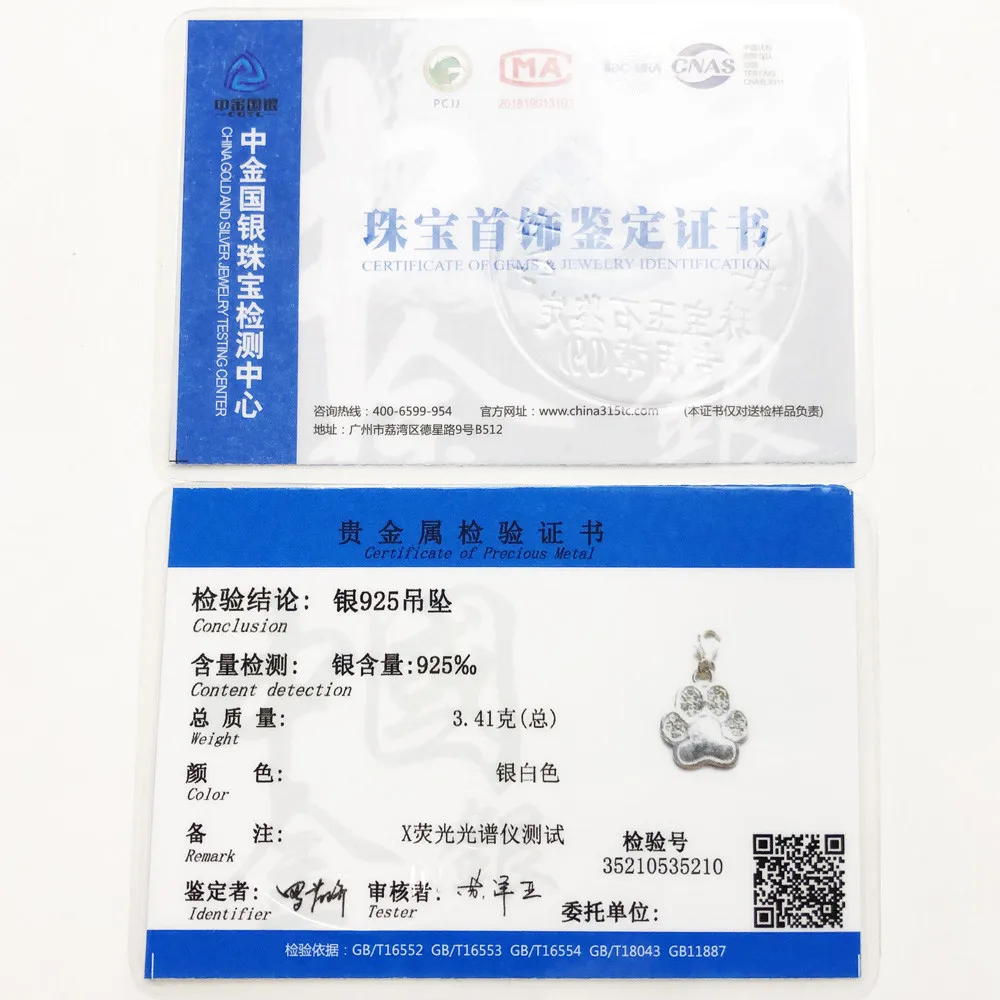 中金国银
CGTC
中金国银珠宝检测中心
CHINA GOLD AND SILVER JEWELRY TESTING CENTER
PCJJ
MA
CNAS
TESTING
珠宝首饰鉴定证书
CERTIFICATE OF GEMS & JEWELRY IDENTIFICATION
珠宝玉石鉴定
咨询热线：400-6599-954 官方网址：www.china315tc.com (本证书仅对送检样品负责)
地址：广州市荔湾区德星路9号B512
贵金属检验证书
Certificate of Precious Metal
检验结论: 银925吊坠
Conclusion
含量检测: 银含量:925‰
Content detection
总 质 量: 3.41克(总)
Weight
颜 色: 银白色
Color
备 注: X荧光光谱仪测试
Remark
检验号
35210535210
鉴定者: 审核者:
Identifier Tester
委托单位:
检验依据：GB/T16552 GB/T16553 GB/T16554 GB/T18043 GB11887